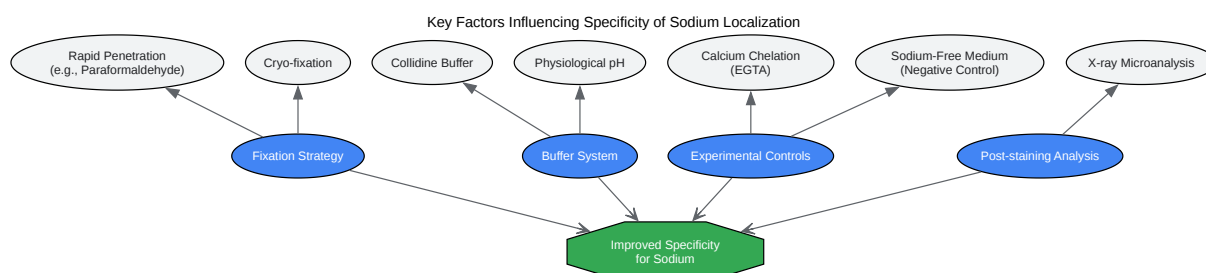 Key Factors Influencing Specificity of Sodium Localization
Rapid Penetration
(e.g., Paraformaldehyde)
Cryo-fixation
Collidine Buffer
Physiological pH
Calcium Chelation
(EGTA)
Sodium-Free Medium
(Negative Control)
X-ray Microanalysis
Fixation Strategy
Buffer System
Experimental Controls
Post-staining Analysis
Improved Specificity
for Sodium